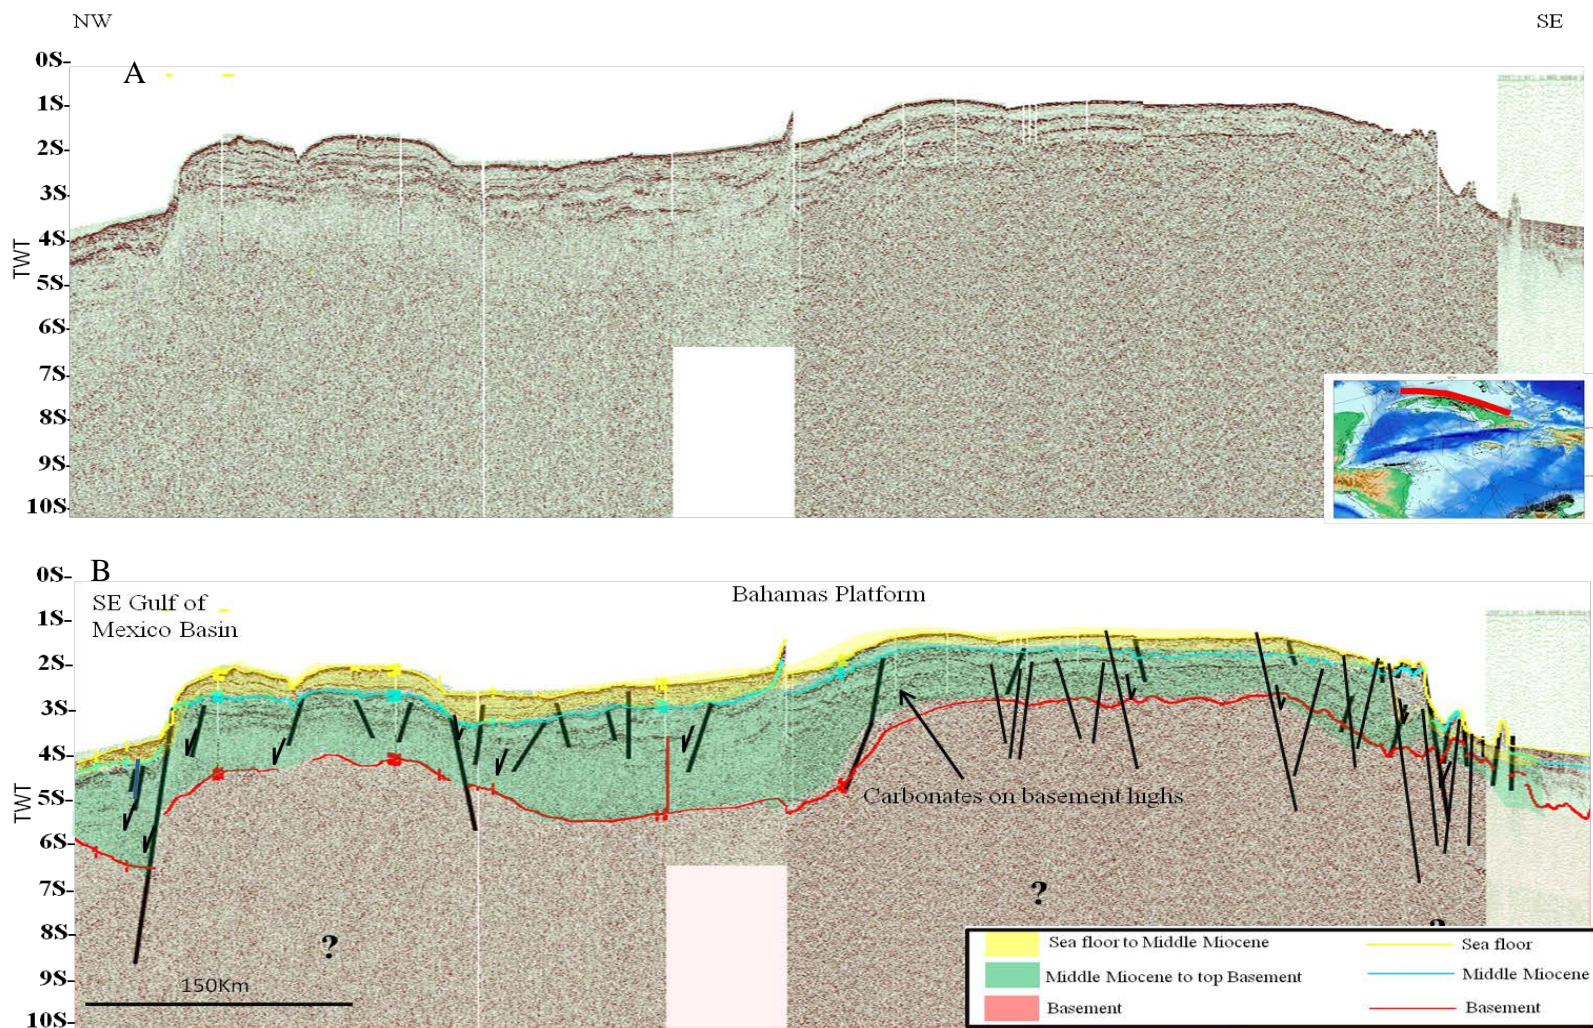 NW
SE
A
0S
1S
2S
3S
4S
5S
6S
7S
8S
9S
10S
TWT
B
0S
1S
2S
3S
4S
5S
6S
7S
8S
9S
10S
TWT
SE Gulf of
Mexico Basin
Bahamas Platform
Carbonates on basement highs
?
?
?
150Km
Sea floor to Middle Miocene
Middle Miocene to top Basement
Basement
Sea floor
Middle Miocene
Basement